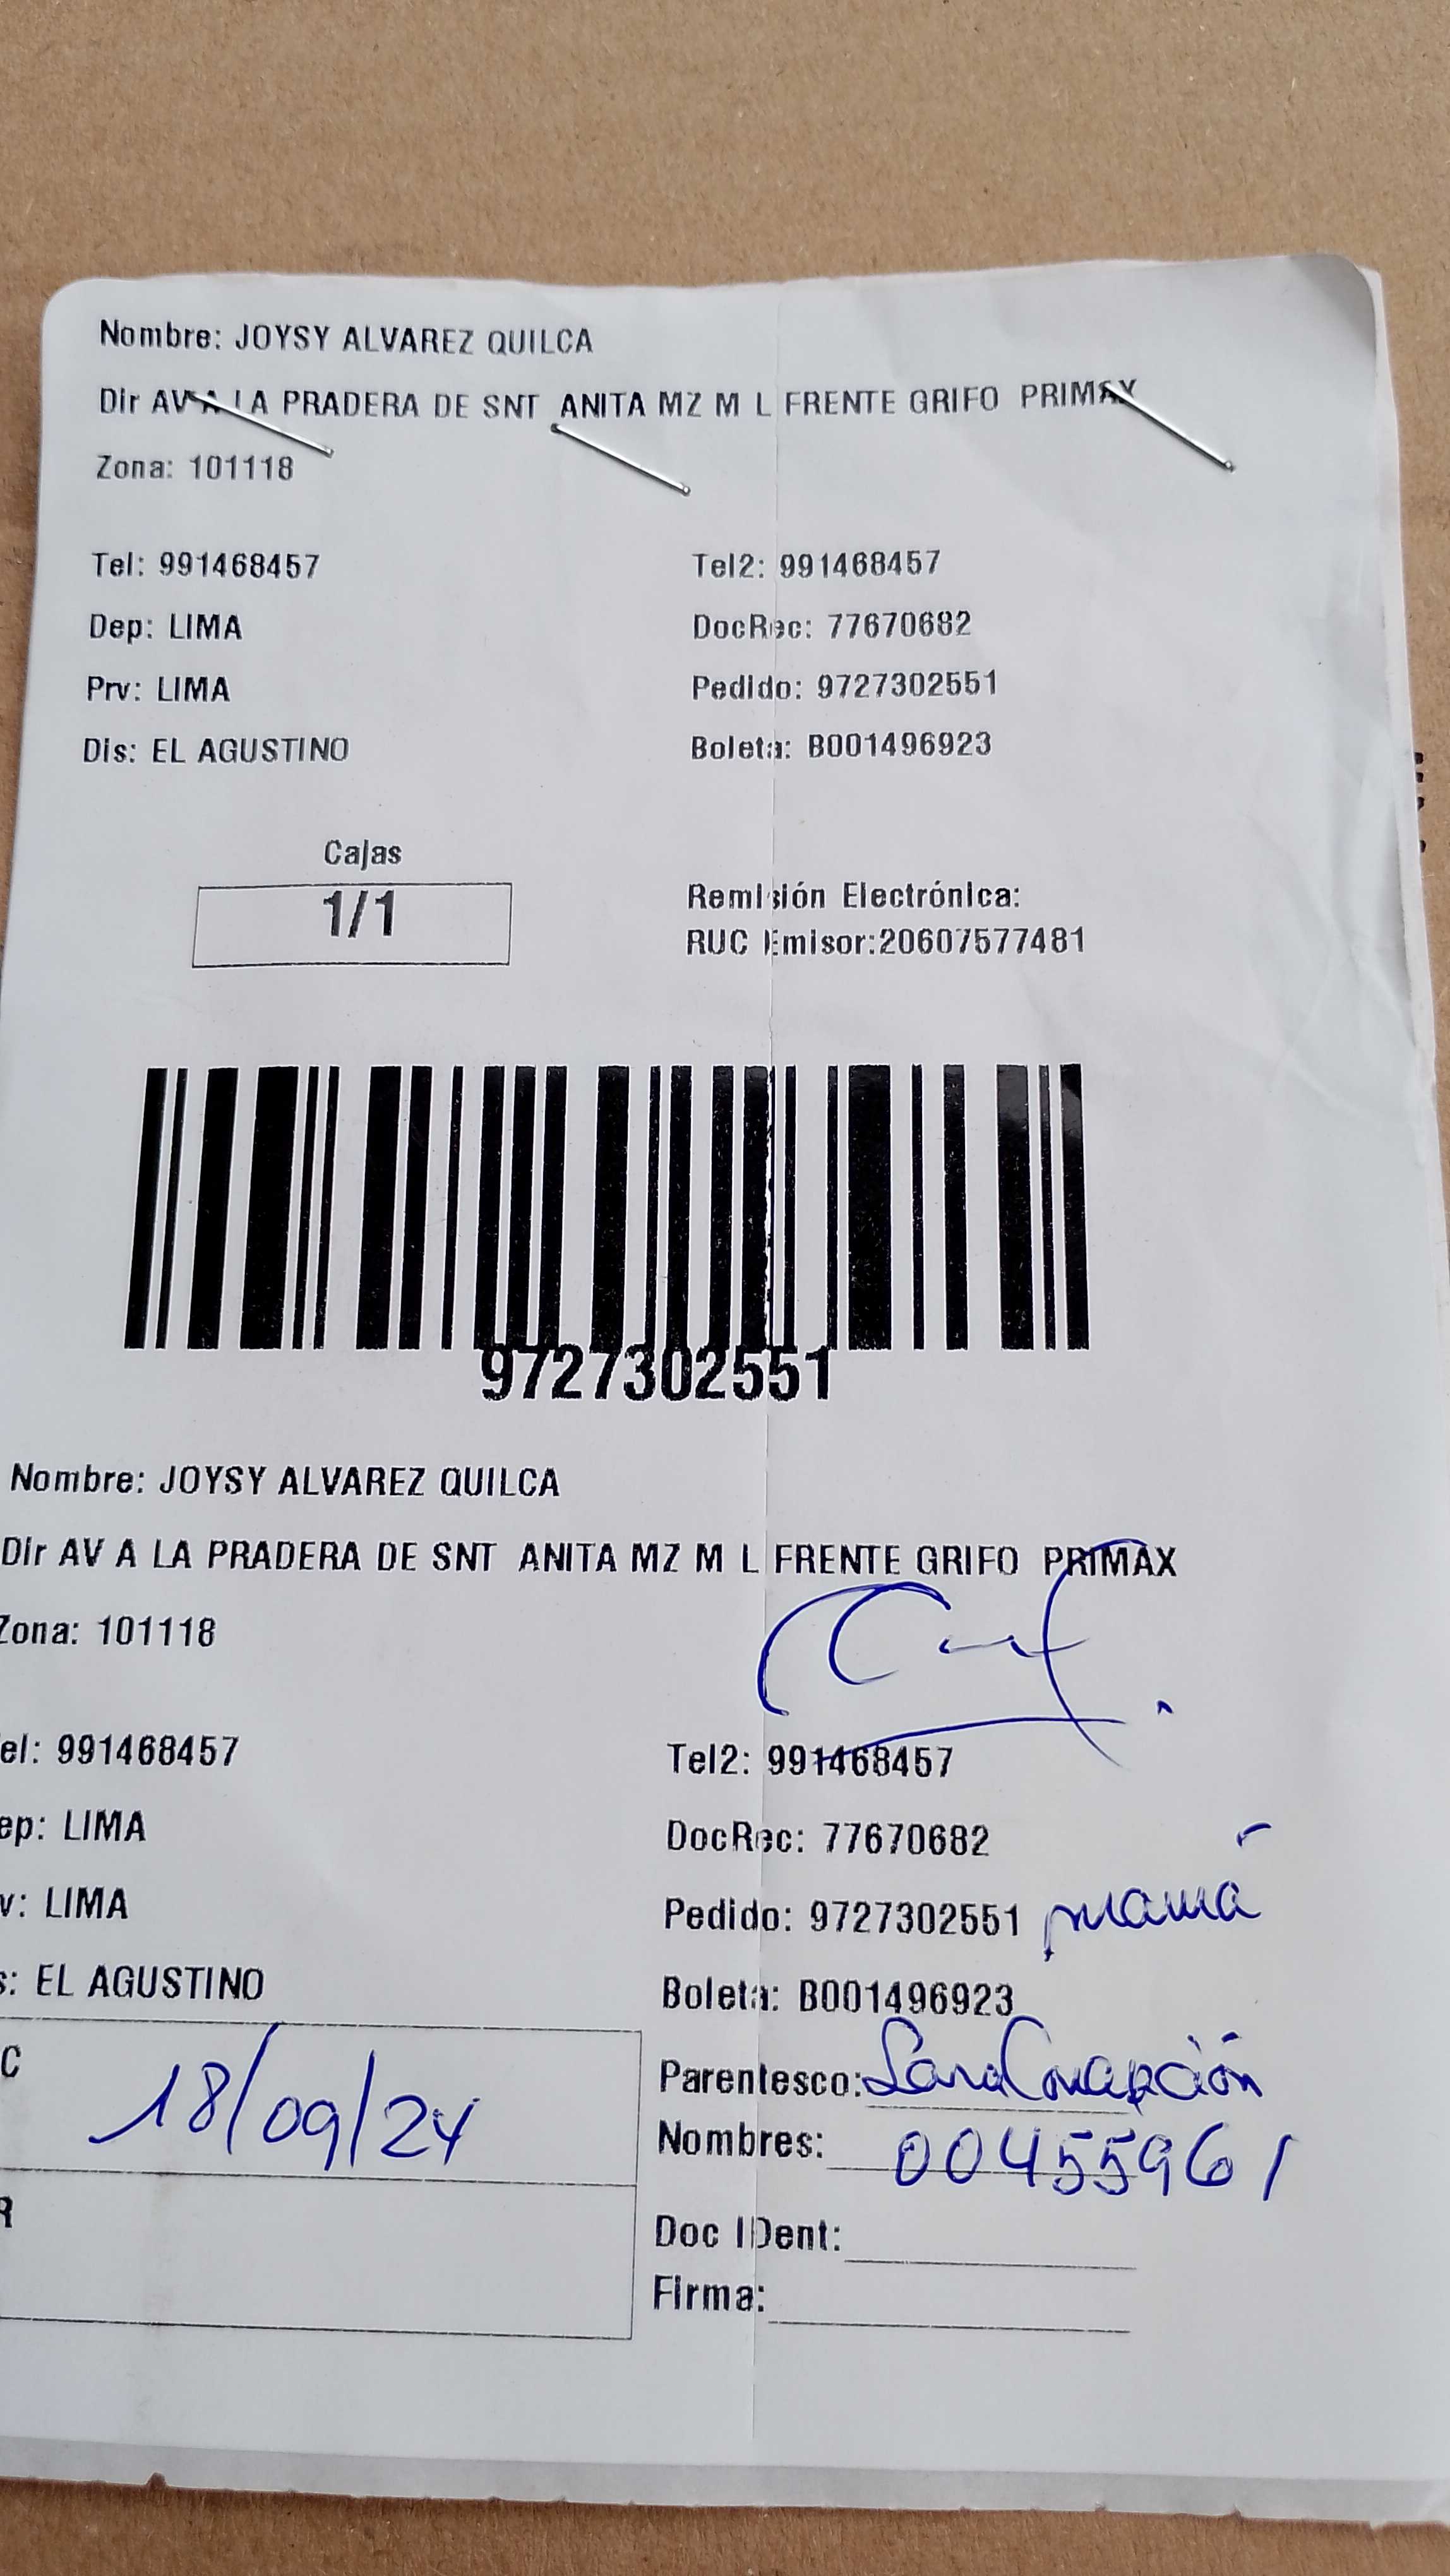 Nombre: JOYSY ALVAREZ QUILCA
Dir AV A LA PRADERA DE SNT ANITA MZ M L FRENTE GRIFO PRIMAX
Zona: 101118
Tel: 991468457 Tel2: 991468457
Dep: LIMA DocRec: 77670682
Prv: LIMA Pedido: 9727302551
Dis: EL AGUSTINO Boleta: B001496923
Cajas
1/1
Remisión Electrónica:
RUC Emisor:20607577481
9727302551
Nombre: JOYSY ALVAREZ QUILCA
Dir AV A LA PRADERA DE SNT ANITA MZ M L FRENTE GRIFO PRIMAX
Zona: 101118
el: 991468457 Tel2: 991468457
ep: LIMA DocRec: 77670682
v: LIMA Pedido: 9727302551 mamá
s: EL AGUSTINO Boleta: B001496923
C 18/09/24
Parentesco: Concepción
Nombres: 00455961
R
Doc IDent:
Firma: